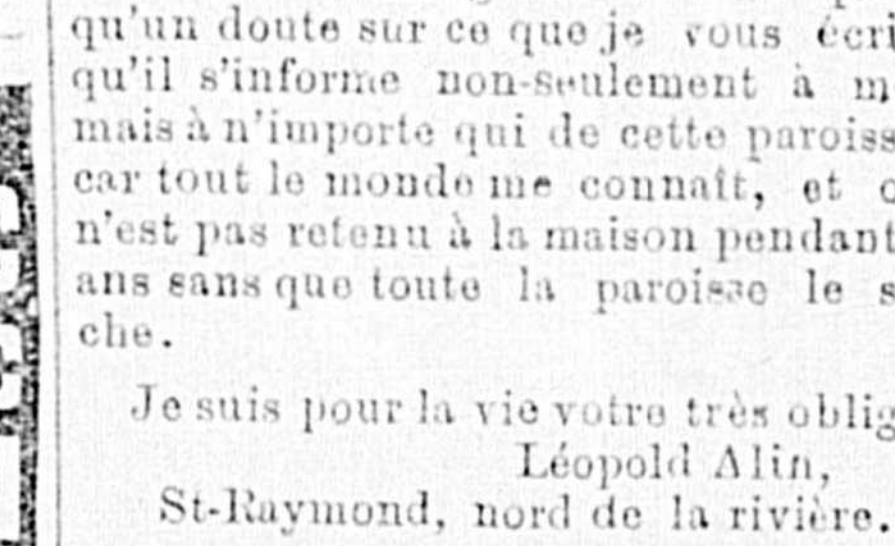 qu'un doute sur ce que je vous écri
qu'il s'informe non-seulement à m
mais à n'importe qui de cette paroiss
car tout le monde me connaît, et
n'est pas retenu à la maison pendant
ans sans que toute la paroisse le s
che.
Je suis pour la vie votre très oblig
Léopold Alin,
St-Raymond, nord de la rivière.